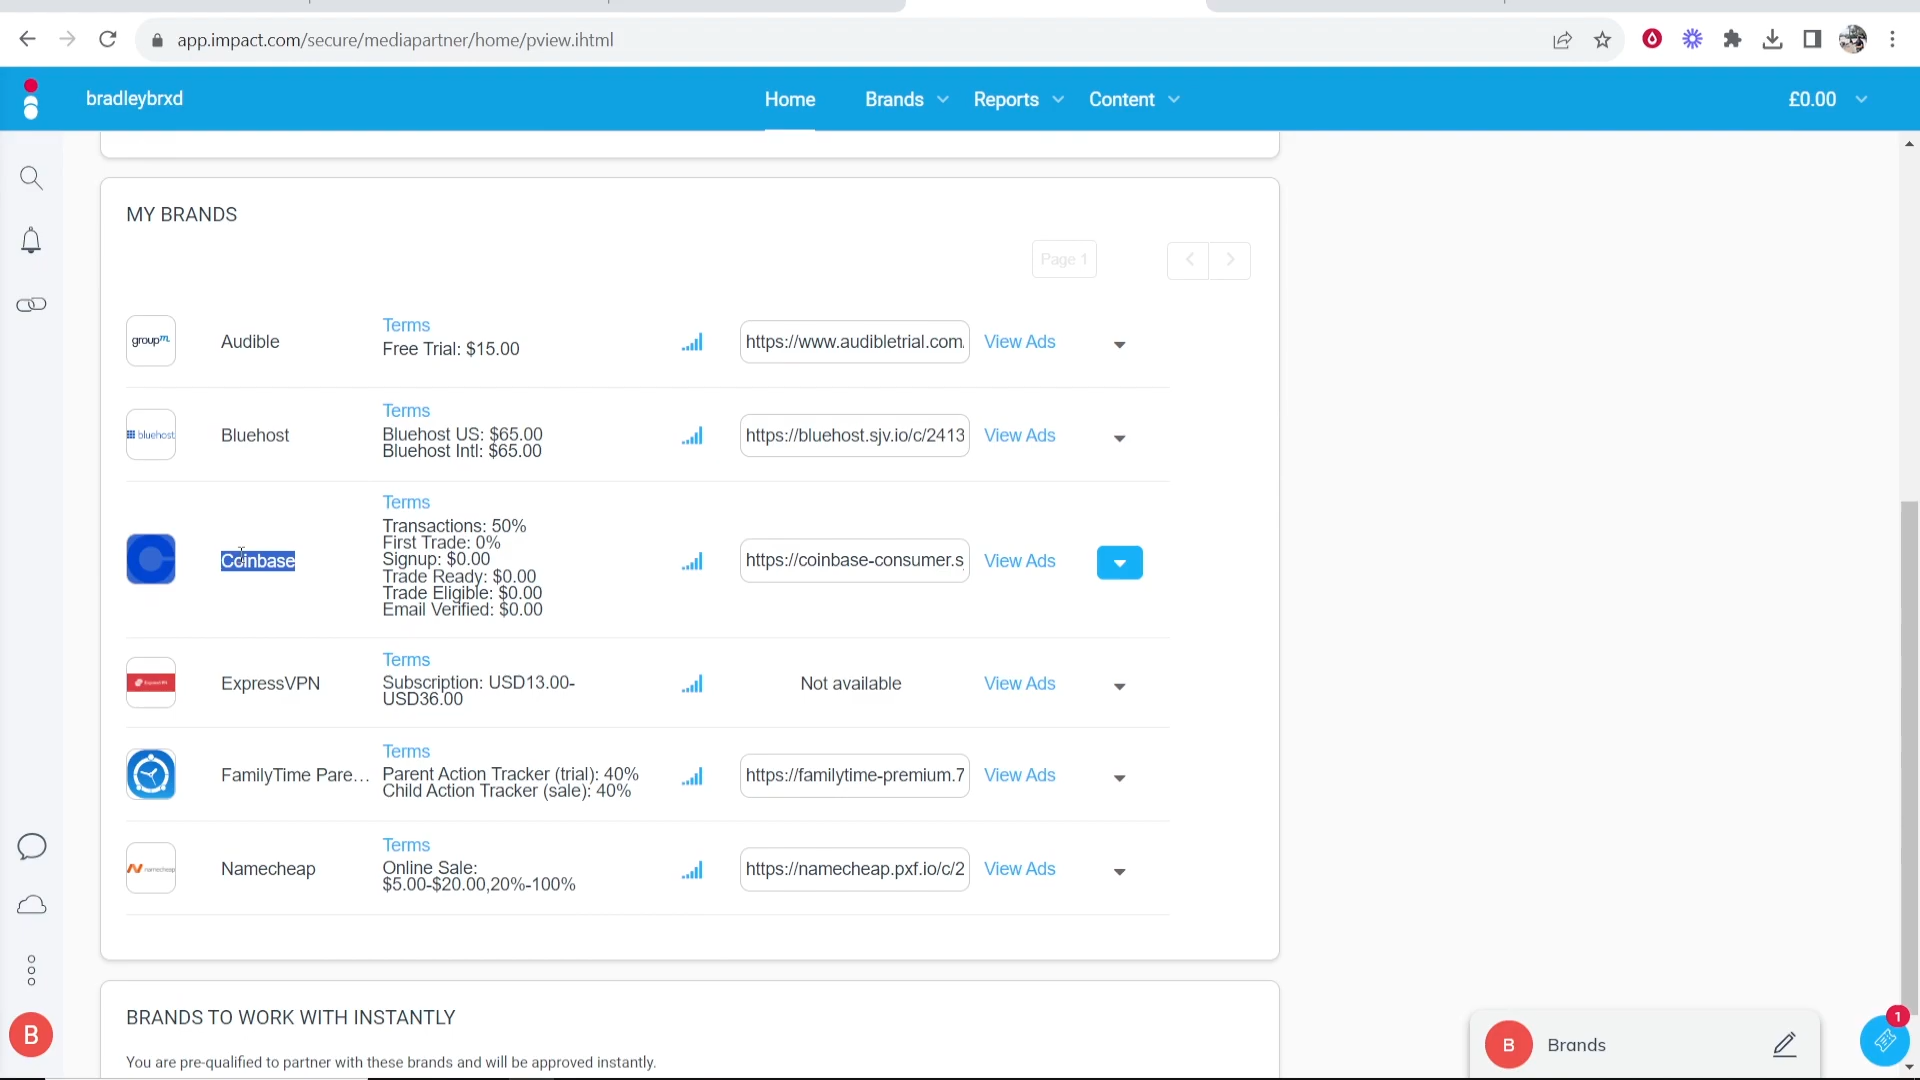 app.impact.com/secure/mediapartner/home/pview.ihtml
bradleybrxd
Home
Brands
Reports
Content
£0.00
MY BRANDS
Page 1
groupm
Audible
Terms
Free Trial: $15.00
https://www.audibletrial.com
View Ads
bluehost
Bluehost
Terms
Bluehost US: $65.00
Bluehost Intl: $65.00
https://bluehost.sjv.io/c/2413
View Ads
Coinbase
Terms
Transactions: 50%
First Trade: 0%
Signup: $0.00
Trade Ready: $0.00
Trade Eligible: $0.00
Email Verified: $0.00
https://coinbase-consumer.s
View Ads
ExpressVPN
ExpressVPN
Terms
Subscription: USD13.00-
USD36.00
Not available
View Ads
FamilyTime Pare...
Terms
Parent Action Tracker (trial): 40%
Child Action Tracker (sale): 40%
https://familytime-premium.7
View Ads
namecheap
Namecheap
Terms
Online Sale:
$5.00-$20.00,20%-100%
https://namecheap.pxf.io/c/2
View Ads
B
BRANDS TO WORK WITH INSTANTLY
You are pre-qualified to partner with these brands and will be approved instantly.
B
Brands
1